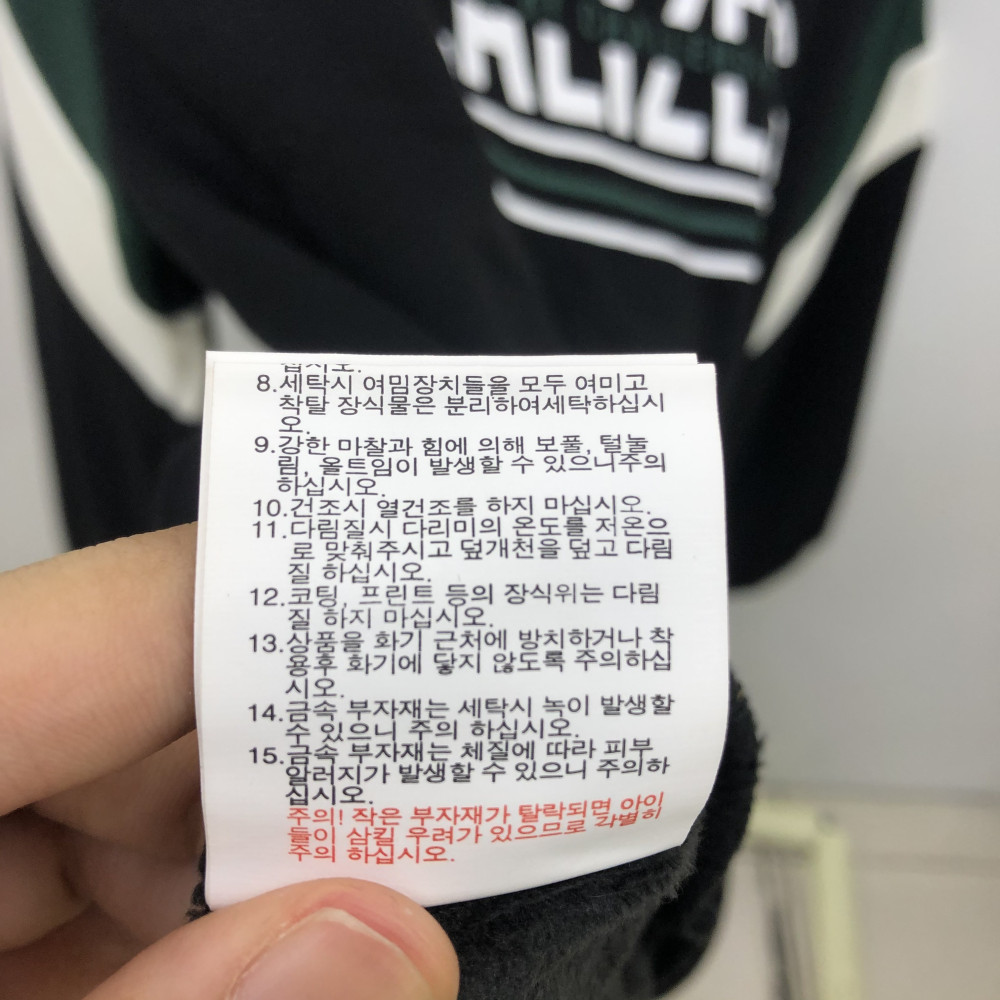 십시오.
8.세탁시 여밈장치들을 모두 여미고
착탈 장식물은 분리하여세탁하십시
오.
9.강한 마찰과 힘에 의해 보풀, 털눌
림, 올트임이 발생할 수 있으니주의
하십시오.
10.건조시 열건조를 하지 마십시오.
11.다림질시 다리미의 온도를 저온으
로 맞춰주시고 덮개천을 덮고 다림
질 하십시오.
12.코팅, 프린트 등의 장식위는 다림
질 하지 마십시오.
13.상품을 화기 근처에 방치하거나 착
용후 화기에 닿지 않도록 주의하십
시오.
14.금속 부자재는 세탁시 녹이 발생할
수 있으니 주의 하십시오.
15.금속 부자재는 체질에 따라 피부
알러지가 발생할 수 있으니 주의하
십시오.
주의! 작은 부자재가 탈락되면 아이
들이 삼킬 우려가 있으므로 각별히
주의 하십시오.